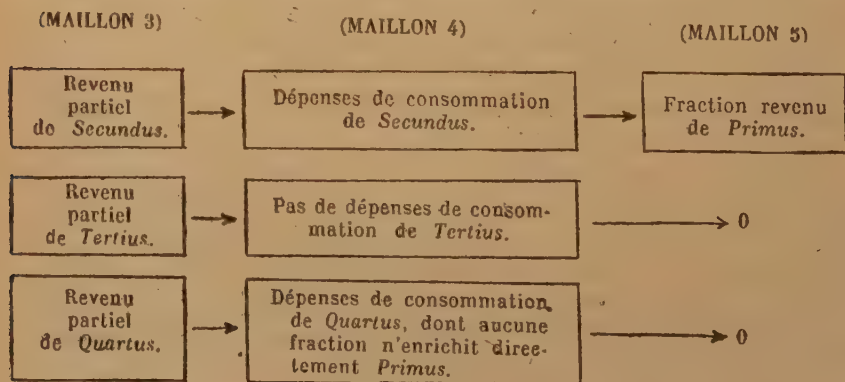 (MAILLON 3)
(MAILLON 4)
(MAILLON 5)
Revenu
partiel
de Secundus.
Dépenses de consommation
de Secundus.
Fraction revenu
de Primus.
Revenu
partiel
de Tertius.
Pas de dépenses de consom-
mation de Tertius.
0
Revenu
partiel
de Quartus.
Dépenses de consommation
de Quartus, dont aucune
fraction n'enrichit direc-
tement Primus.
0